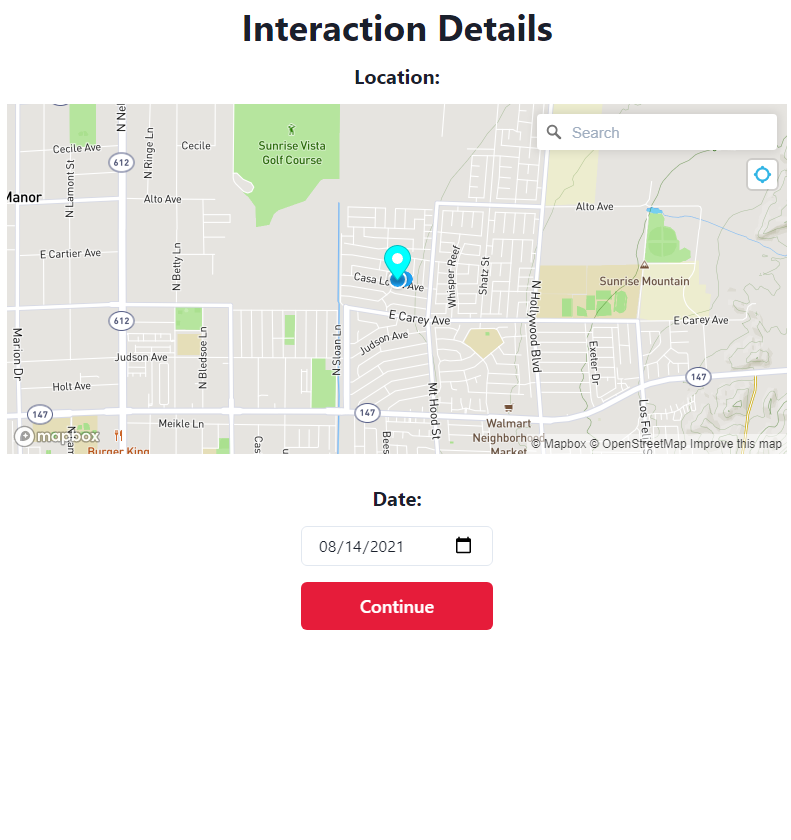 Interaction Details
Location:
Search
N Nel
Cecile Ave
612
N Ringe Ln
Cecile
Sunrise Vista
Golf Course
N Lamont St
Manor
Alto Ave
Alto Ave
E Cartier Ave
N Betty Ln
Casa Lo
Ave
Whisper Reef
Shatz St
Sunrise Mountain
N Hollywood Blvd
612
E Carey Ave
E Carey Ave
Marion Dr
Judson Ave
N Bledsoe Ln
N Sloan Ln
Judson Ave
Exeter Dr
Holt Ave
147
Mt Hood St
147
147
Meikle Ln
Los Fel
Walmart
Neighborhood
Market
mapbox
Burger King
Cas
Bees
© Mapbox © OpenStreetMap Improve this map
Date:
08/14/2021
Continue